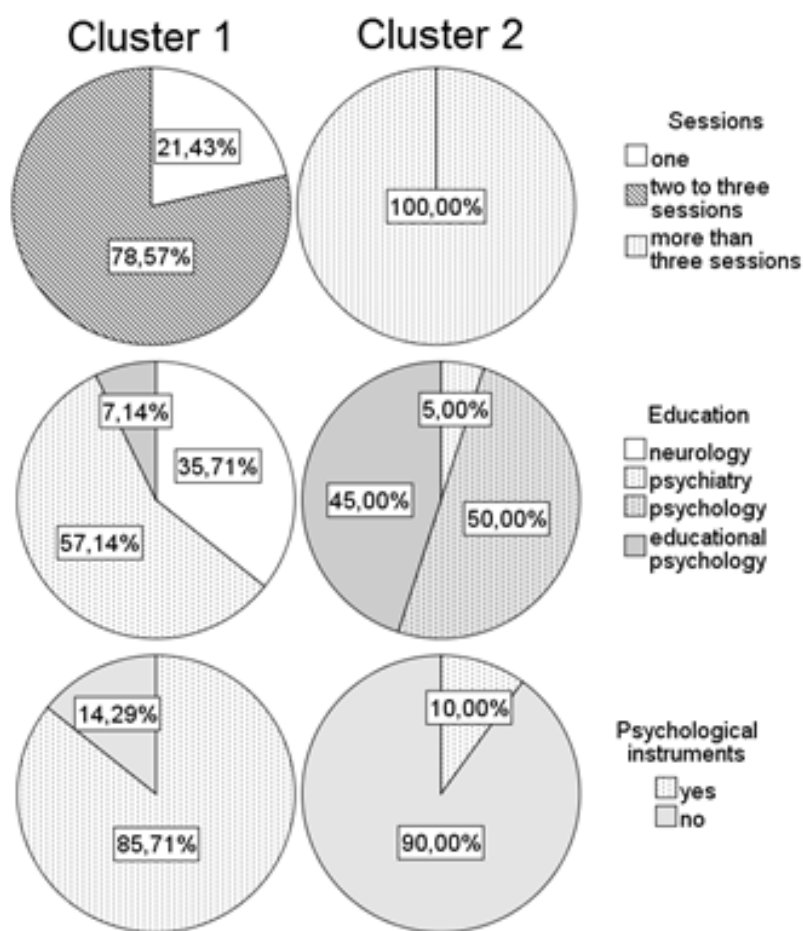 Cluster 1
Cluster 2
21,43%
78,57%
100,00%
Sessions
one
two to three
sessions
more than
three sessions
7,14%
35,71%
57,14%
5,00%
45,00%
50,00%
Education
neurology
psychiatry
psychology
educational
psychology
14,29%
85,71%
10,00%
90,00%
Psychological
instruments
yes
no